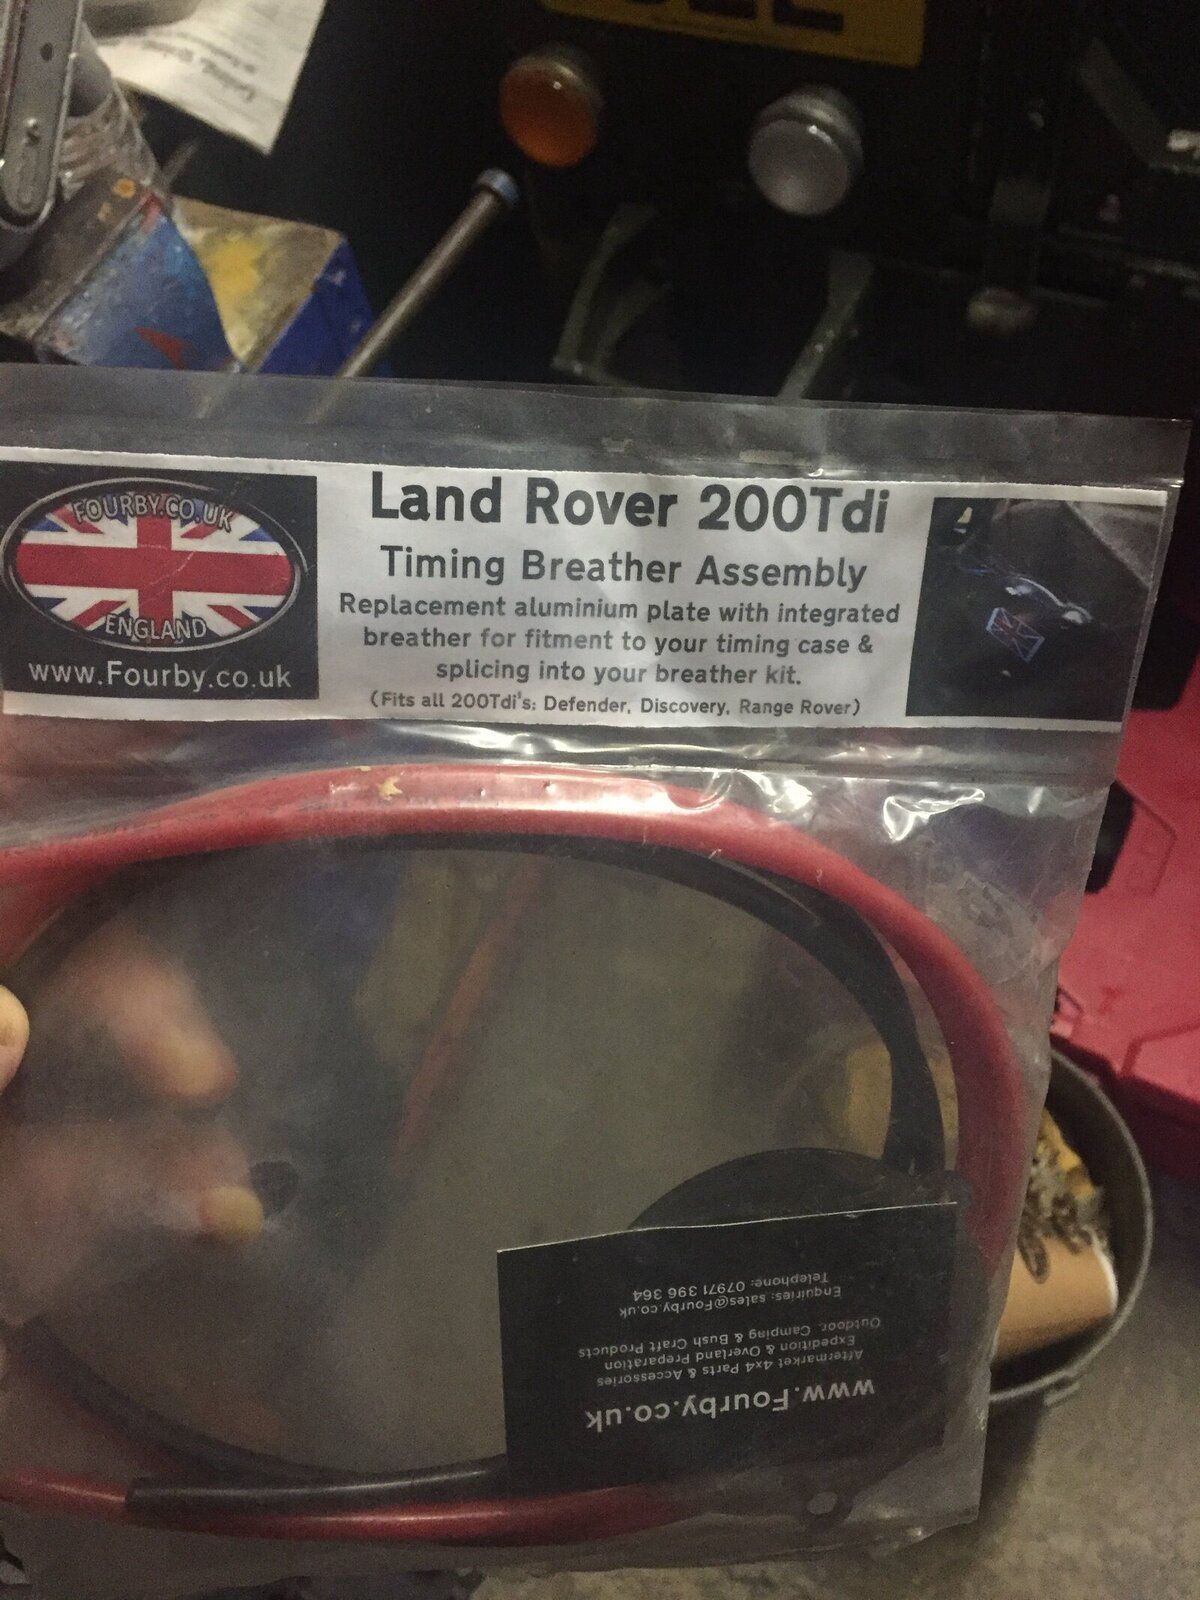 FOURBY.CO.UK
ENGLAND
www.Fourby.co.uk
Land Rover 200Tdi
Timing Breather Assembly
Replacement aluminium plate with integrated
breather for fitment to your timing case &
splicing into your breather kit.
(Fits all 200Tdi's: Defender, Discovery, Range Rover)
www.Fourby.co.uk
Aftermarket 4x4 Parts & Accessories
Expedition & Overland Preparation
Outdoor, Camping & Bush Craft Products
Enquiries: sales@Fourby.co.uk
Telephone: 07971 396 364